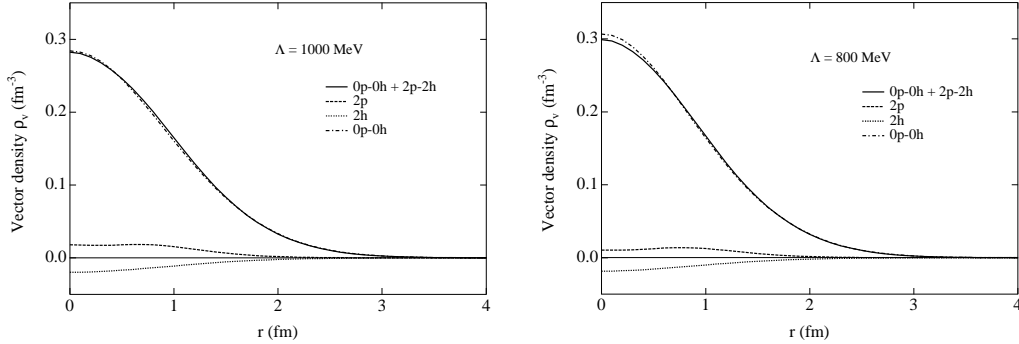 0.3
0.2
0.1
0.0
0
1
2
3
4
Vector density ρv (fm-3)
r (fm)
Λ = 1000 MeV
0p-0h + 2p-2h
2p
2h
0p-0h
0.3
0.2
0.1
0.0
0
1
2
3
4
Vector density ρv (fm-3)
r (fm)
Λ = 800 MeV
0p-0h + 2p-2h
2p
2h
0p-0h